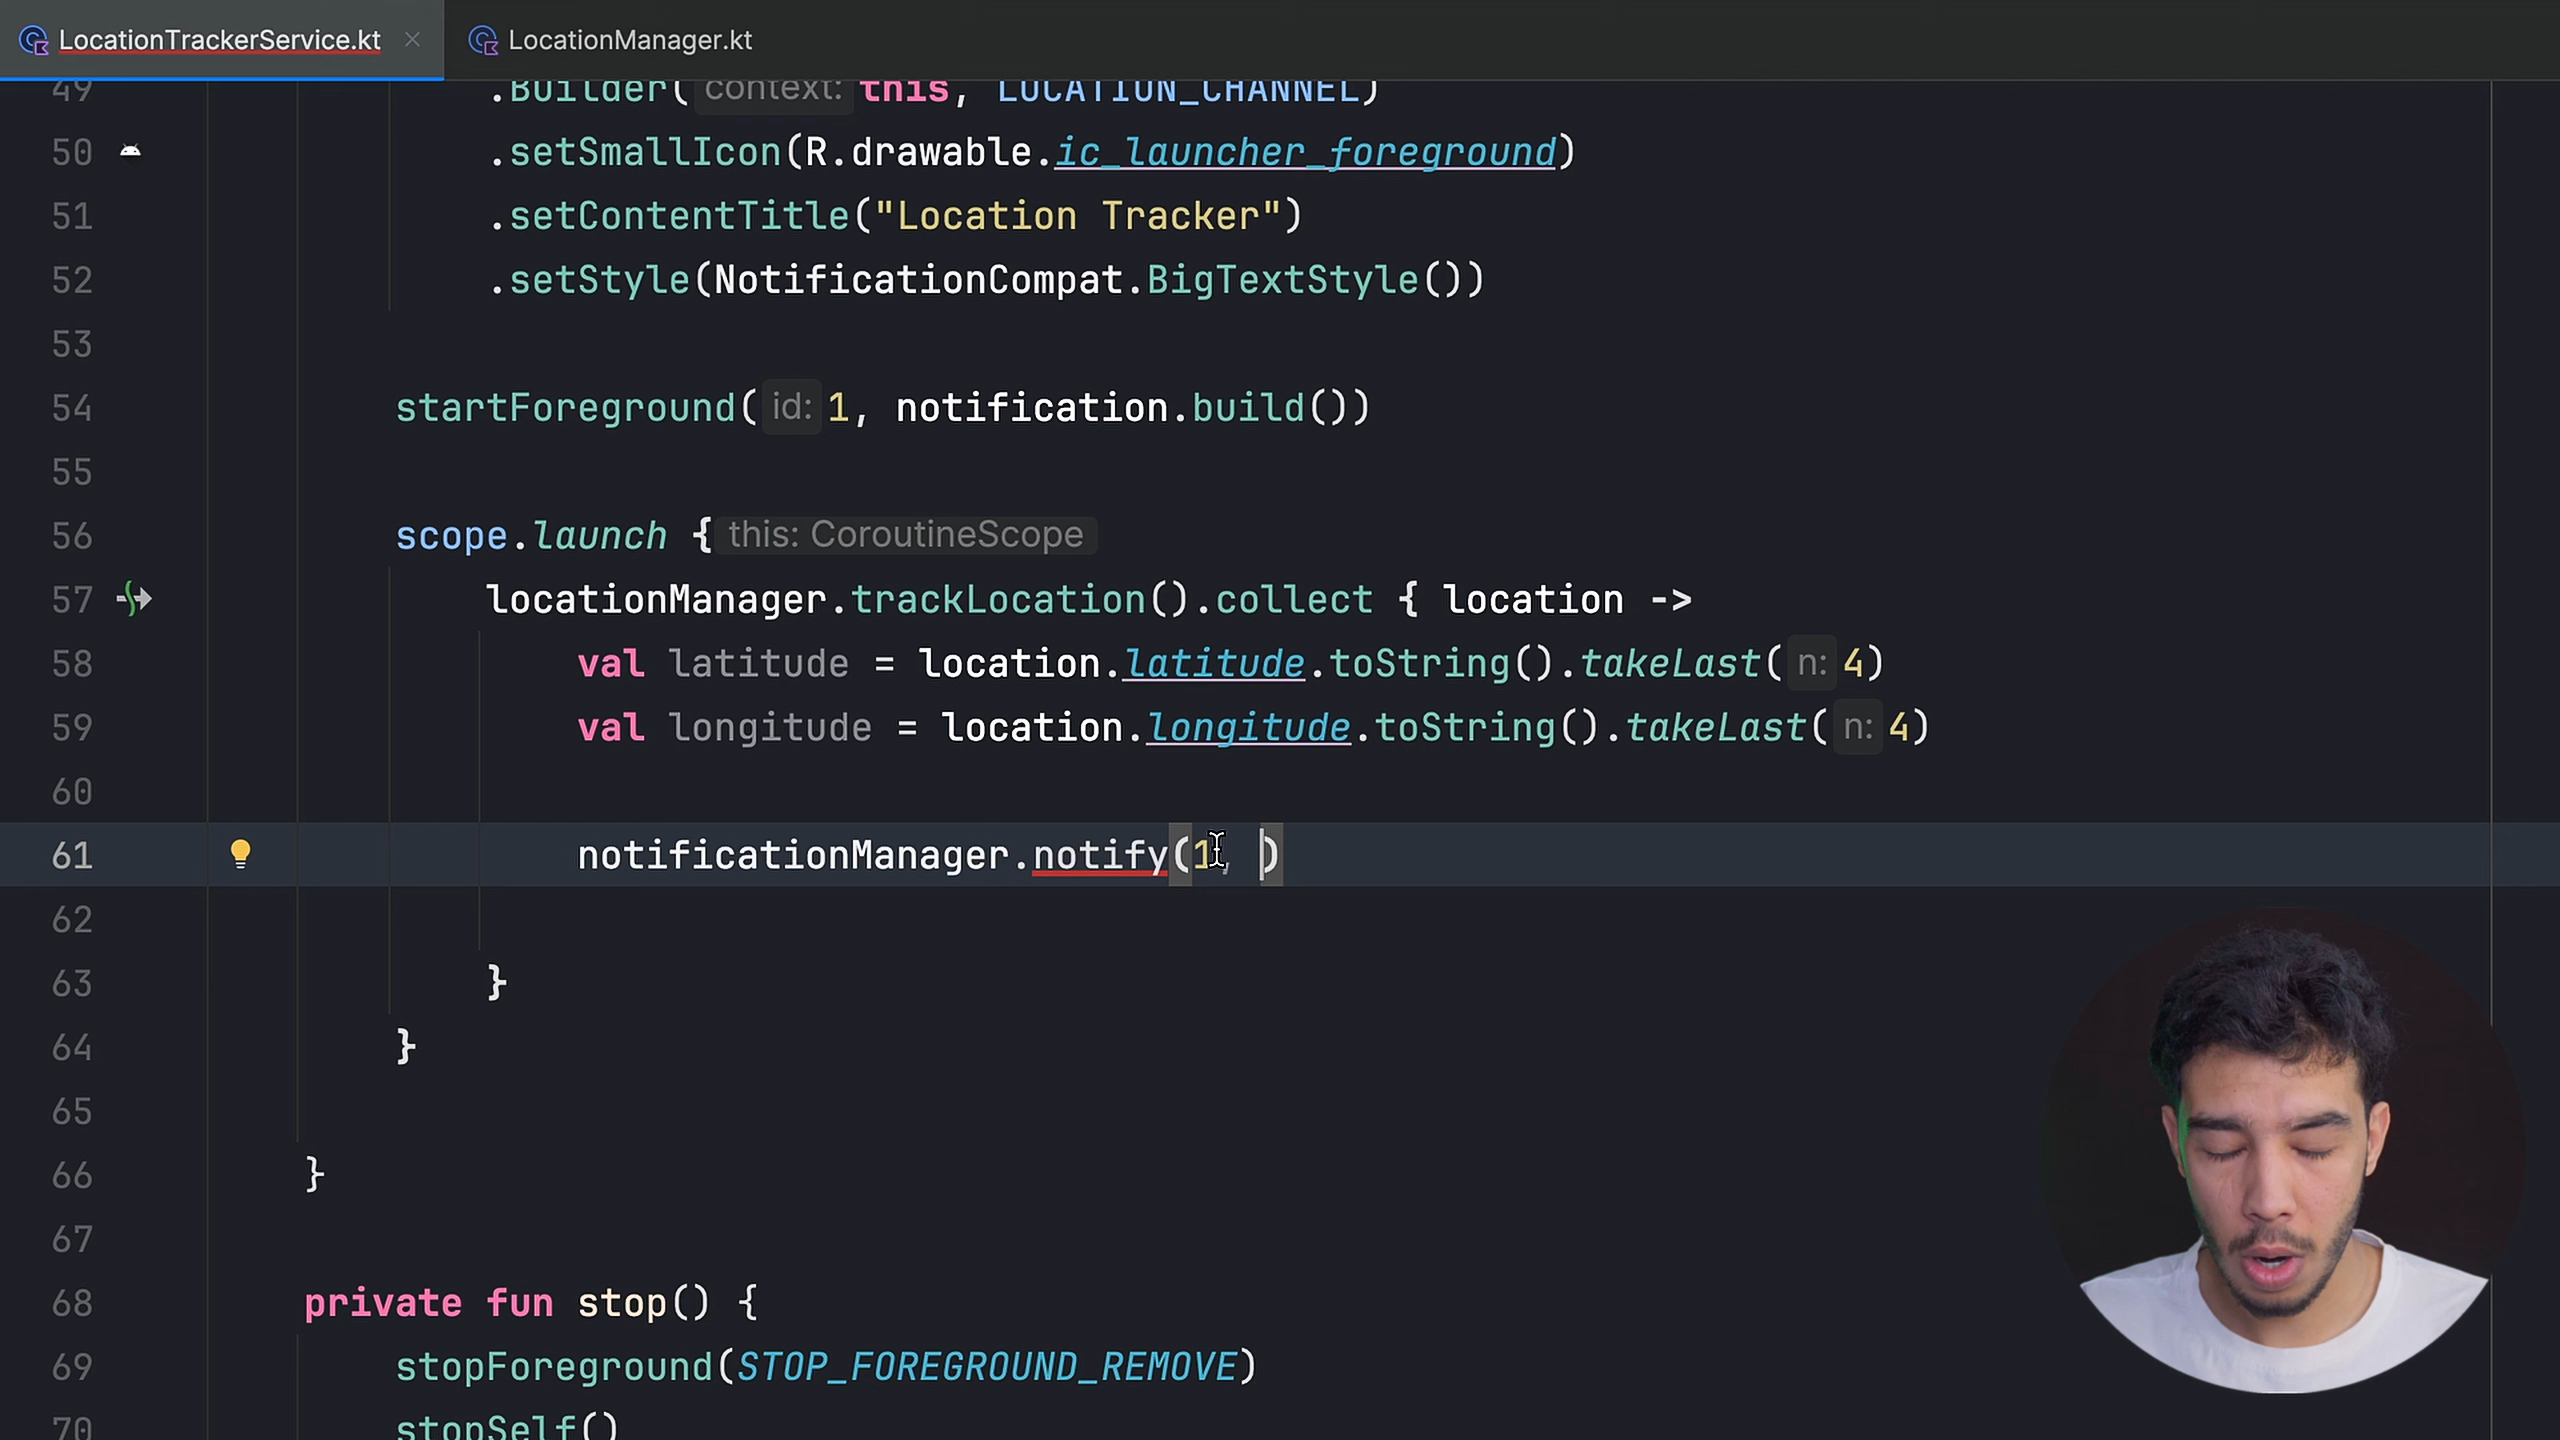 LocationTrackerService.kt
LocationManager.kt
49 .Builder( context: this, LOCATION_CHANNEL)
50 .setSmallIcon(R.drawable.ic_launcher_foreground)
51 .setContentTitle("Location Tracker")
52 .setStyle(NotificationCompat.BigTextStyle())
53
54 startForeground( id: 1, notification.build())
55
56 scope.launch { this: CoroutineScope
57 locationManager.trackLocation().collect { location ->
58 val latitude = location.latitude.toString().takeLast( n: 4)
59 val longitude = location.longitude.toString().takeLast( n: 4)
60
61 notificationManager.notify(1, )
62
63 }
64 }
65
66 }
67
68 private fun stop() {
69 stopForeground(STOP_FOREGROUND_REMOVE)
70 stopSelf()